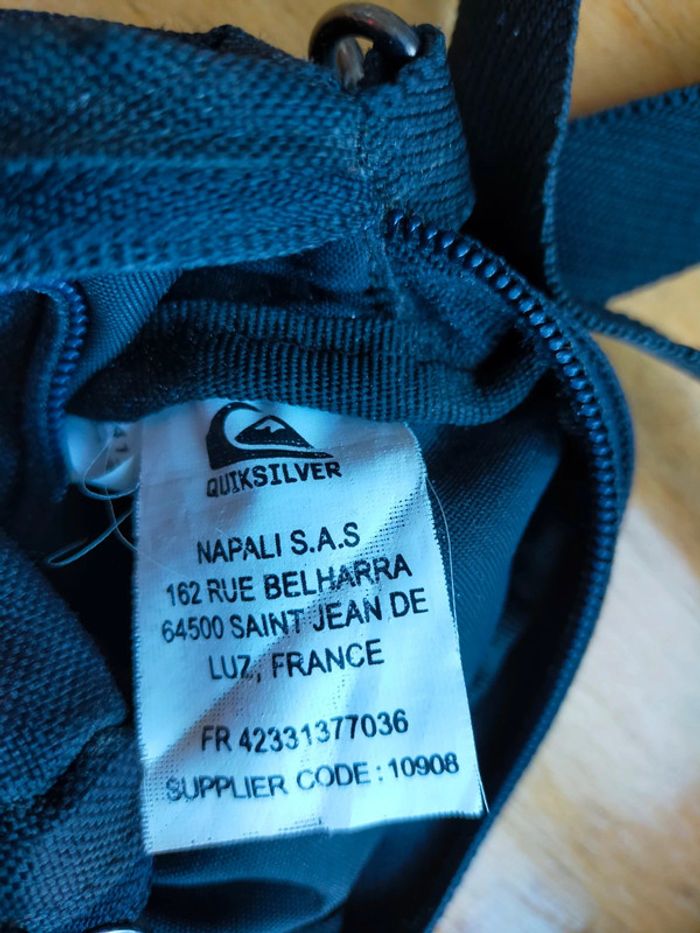 QUIKSILVER
NAPALI S.A.S
162 RUE BELHARRA
64500 SAINT JEAN DE
LUZ, FRANCE
FR 42331377036
SUPPLIER CODE : 10908